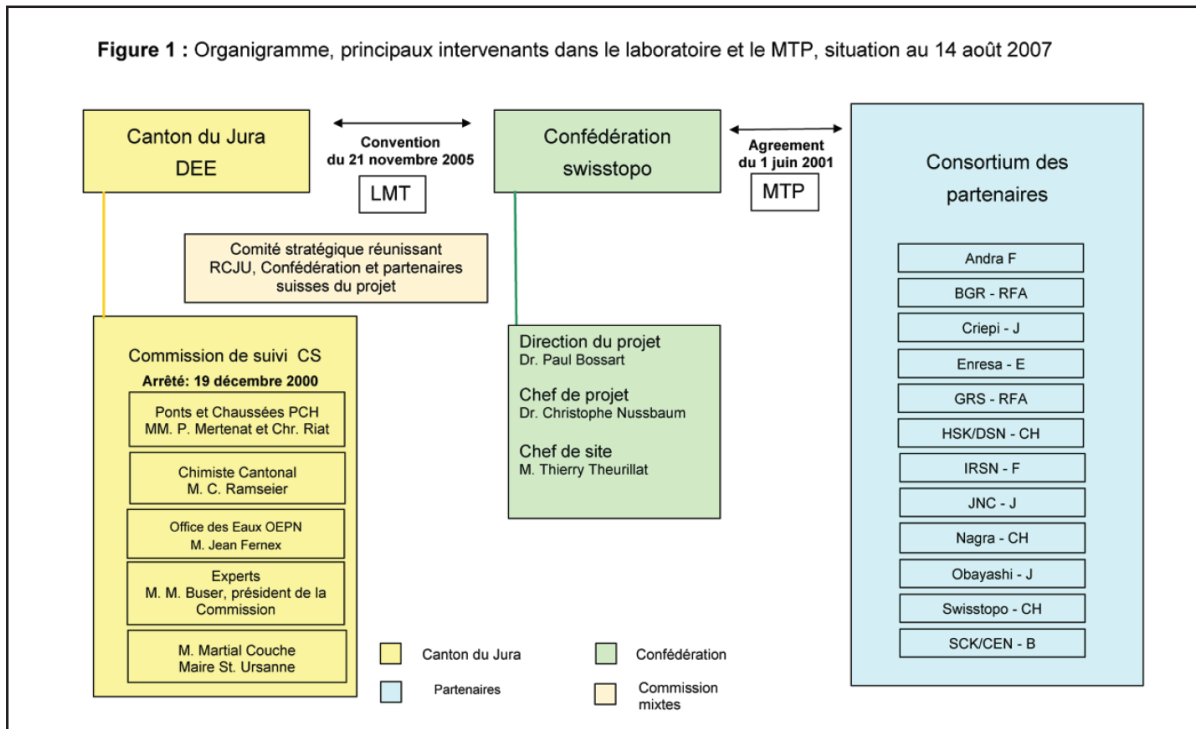 Figure 1 : Organigramme, principaux intervenants dans le laboratoire et le MTP, situation au 14 août 2007
Canton du Jura
DEE
Convention
du 21 novembre 2005
LMT
Confédération
swisstopo
Agreement
du 1 juin 2001
MTP
Consortium des
partenaires
Andra F
BGR - RFA
Criepi - J
Enresa - E
GRS - RFA
HSK/DSN - CH
IRSN - F
JNC - J
Nagra - CH
Obayashi - J
Swisstopo - CH
SCK/CEN - B
Comité stratégique réunissant
RCJU, Confédération et partenaires
suisses du projet
Commission de suivi CS
Arrêté: 19 décembre 2000
Ponts et Chaussées PCH
MM. P. Mertenat et Chr. Riat
Chimiste Cantonal
M. C. Ramseier
Office des Eaux OEPN
M. Jean Fernex
Experts
M. M. Buser, président de la
Commission
M. Martial Couche
Maire St. Ursanne
Direction du projet
Dr. Paul Bossart
Chef de projet
Dr. Christophe Nussbaum
Chef de site
M. Thierry Theurillat
Canton du Jura
Confédération
Partenaires
Commission
mixtes